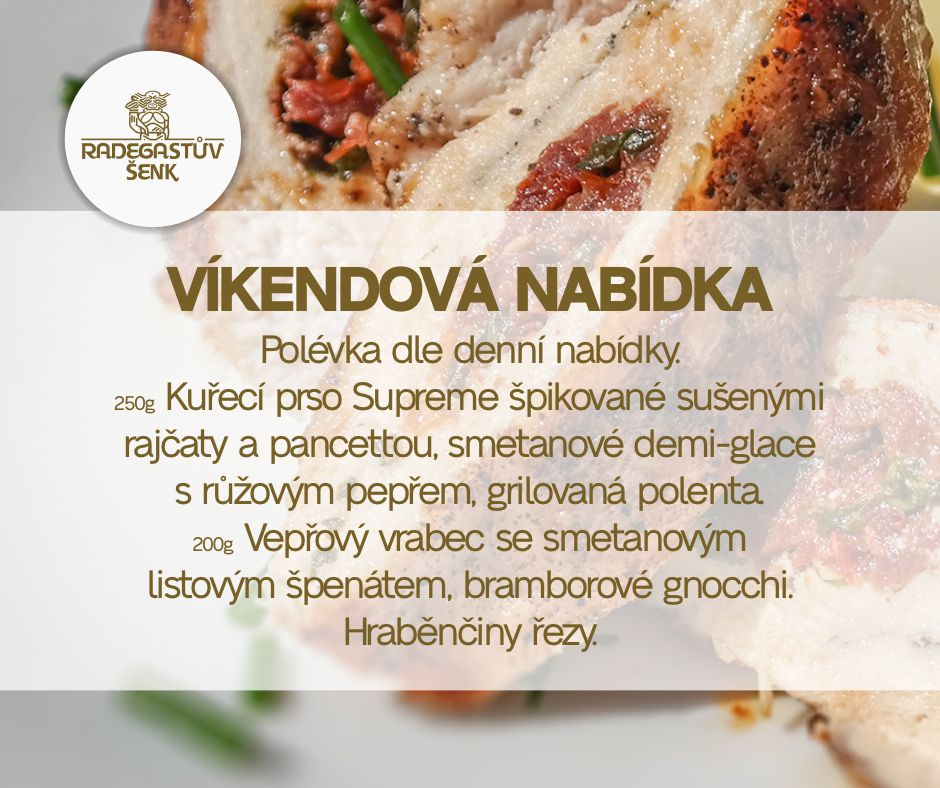 RADEGASTŮV
ŠENK
VÍKENDOVÁ NABÍDKA
Polévka dle denní nabídky.
250g Kuřecí prso Supreme špikované sušenými
rajčaty a pancettou, smetanové demi-glace
s růžovým pepřem, grilovaná polenta.
200g Vepřový vrabec se smetanovým
listovým špenátem, bramborové gnocchi.
Hraběnčiny řezy.